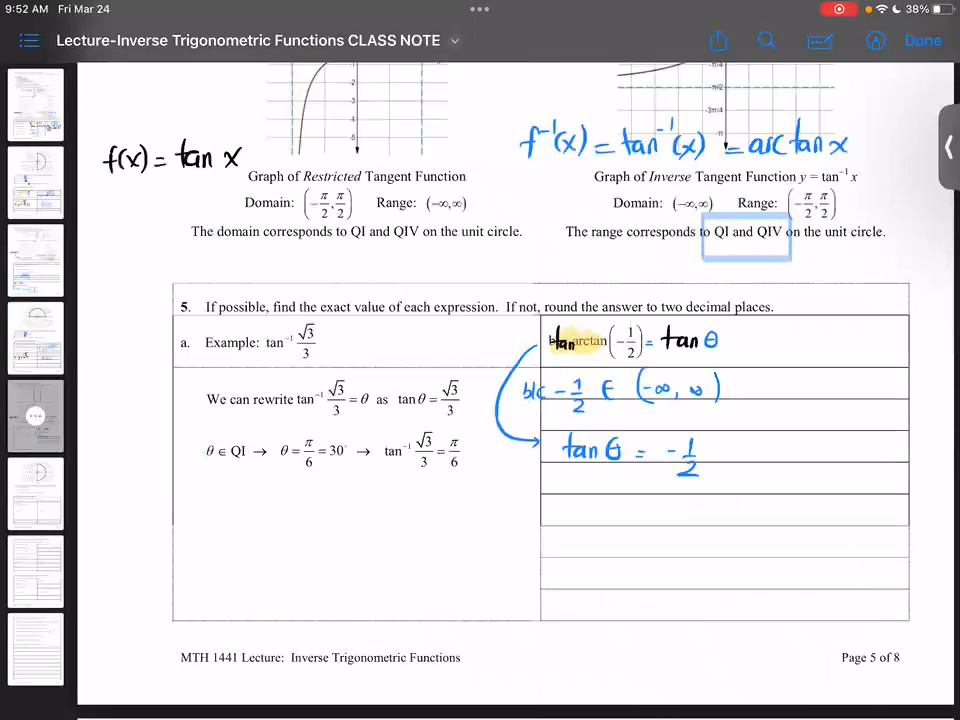 9:52 AM Fri Mar 24
38%
Lecture-Inverse Trigonometric Functions CLASS NOTE
Done
-1
-2
-3
-4
-5
-π/4
-π/2
-3π/4
-π
f(x) = tan x
f⁻¹(x) = tan⁻¹(x) = arctan x
Graph of Restricted Tangent Function
Graph of Inverse Tangent Function y = tan⁻¹ x
Domain: (-π/2, π/2) Range: (-∞,∞)
Domain: (-∞,∞) Range: (-π/2, π/2)
The domain corresponds to QI and QIV on the unit circle.
The range corresponds to QI and QIV on the unit circle.
5. If possible, find the exact value of each expression. If not, round the answer to two decimal places.
a. Example: tan⁻¹ √3/3
tan arctan(-1/2) = tan θ
We can rewrite tan⁻¹ √3/3 = θ as tan θ = √3/3
b/c -1/2 ∈ (-∞, ∞)
θ ∈ QI → θ = π/6 = 30° → tan⁻¹ √3/3 = π/6
tan θ = -1/2
MTH 1441 Lecture: Inverse Trigonometric Functions
Page 5 of 8